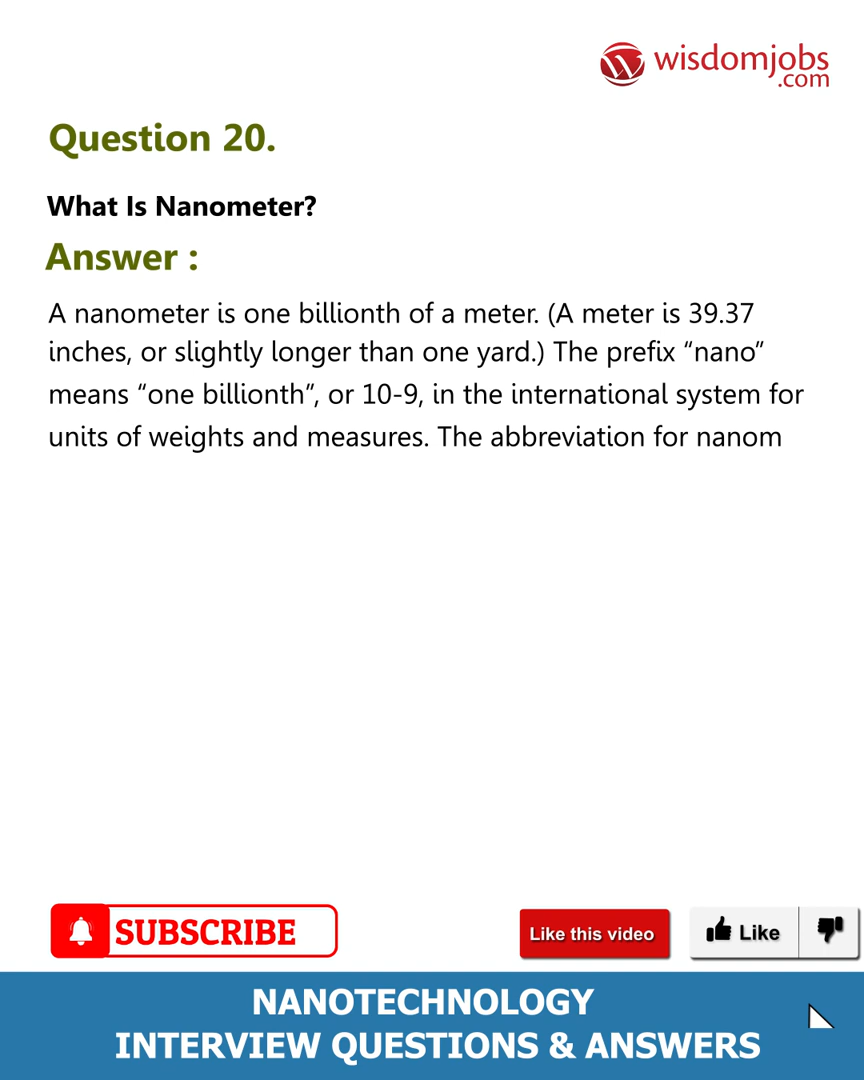 wisdomjobs
.com
Question 20.
What Is Nanometer?
Answer :
A nanometer is one billionth of a meter. (A meter is 39.37
inches, or slightly longer than one yard.) The prefix “nano”
means “one billionth”, or 10-9, in the international system for
units of weights and measures. The abbreviation for nanom
SUBSCRIBE
Like this video
Like
NANOTECHNOLOGY
INTERVIEW QUESTIONS & ANSWERS